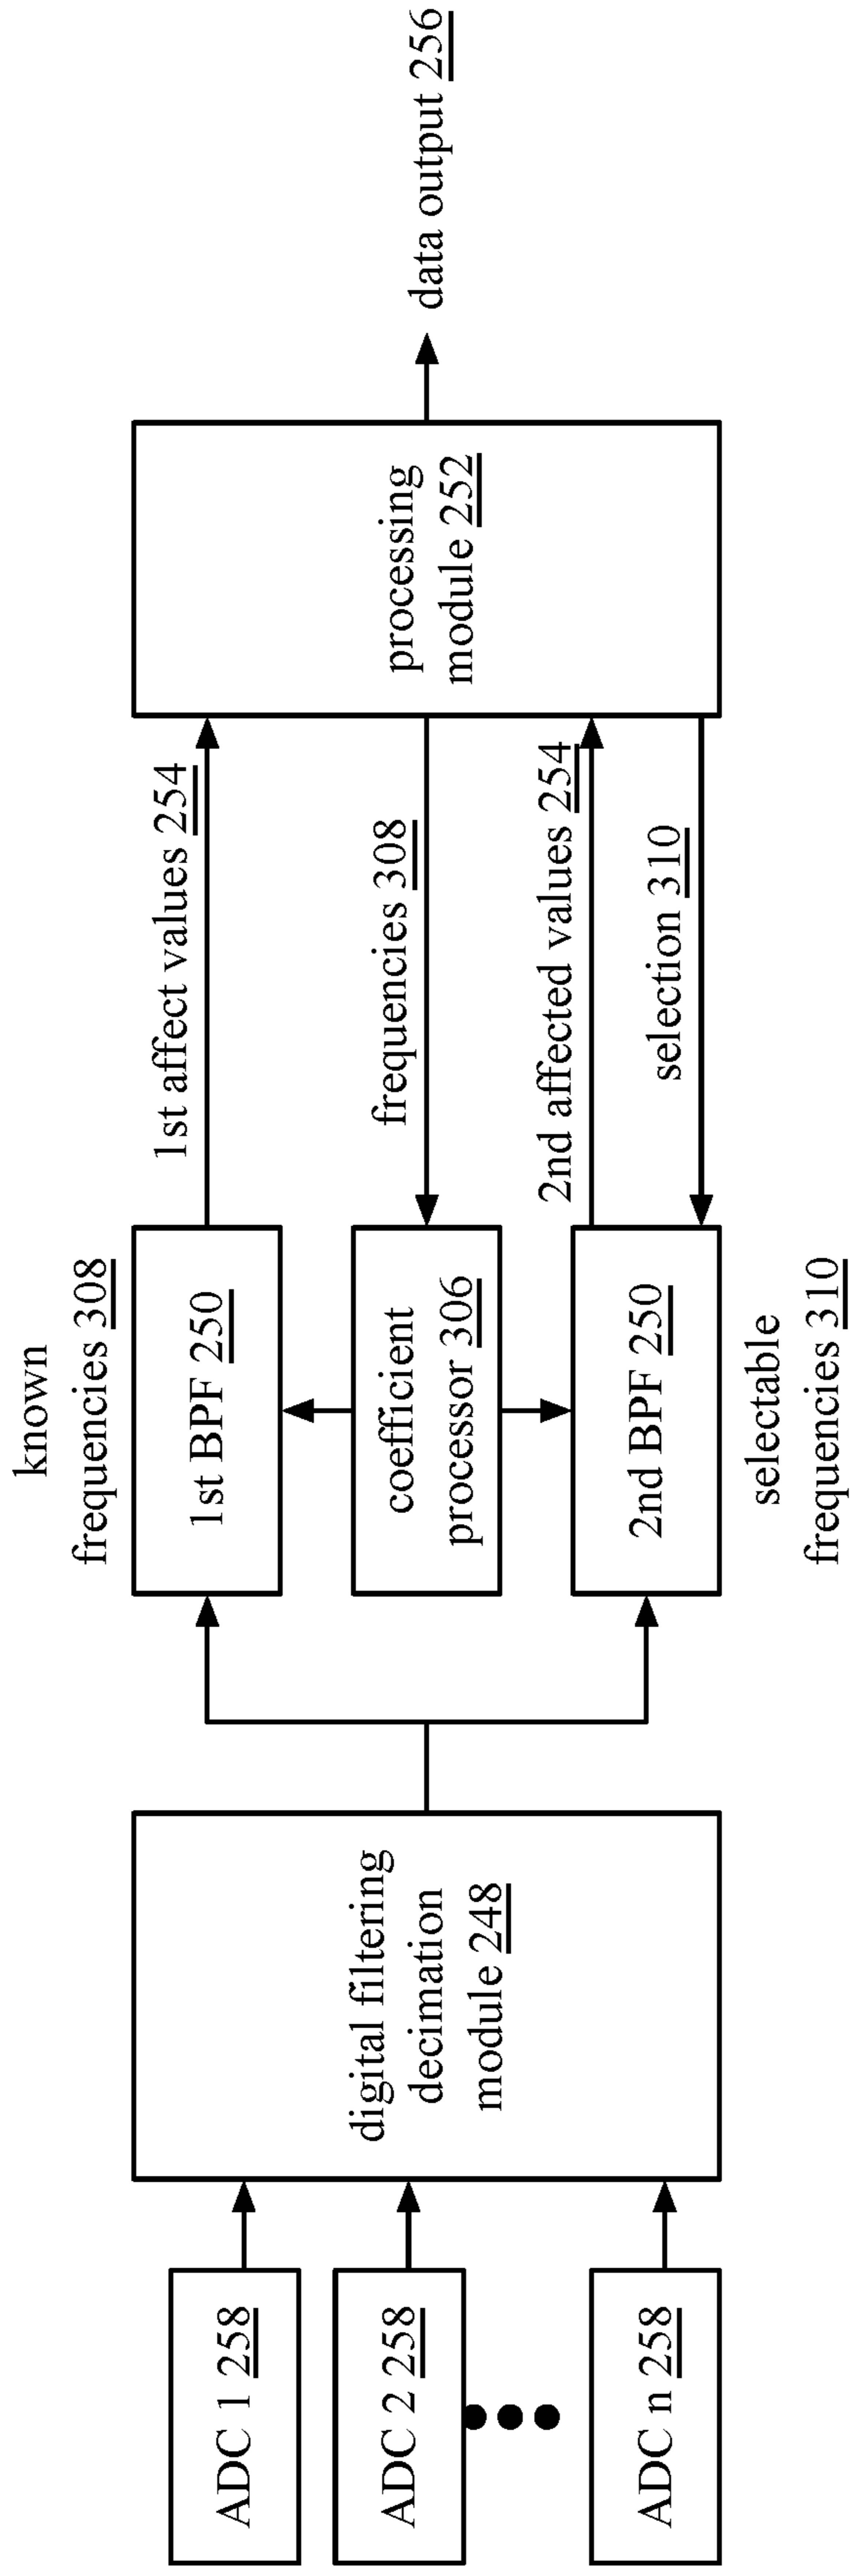 ADC 1 258
ADC 2 258
ADC n 258
digital filtering
decimation
module 248
known
frequencies 308
1st BPF 250
coefficient
processor 306
2nd BPF 250
selectable
frequencies 310
1st affect values 254
frequencies 308
2nd affected values 254
selection 310
processing
module 252
data output 256